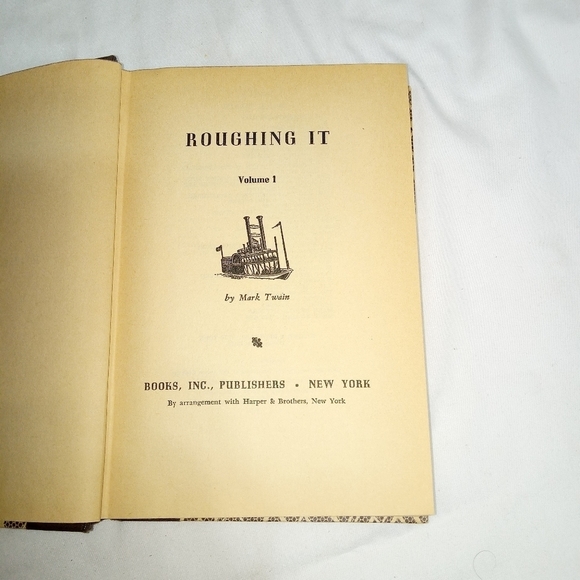 ROUGHING IT
Volume 1
by Mark Twain
BOOKS, INC., PUBLISHERS • NEW YORK
By arrangement with Harper & Brothers, New York